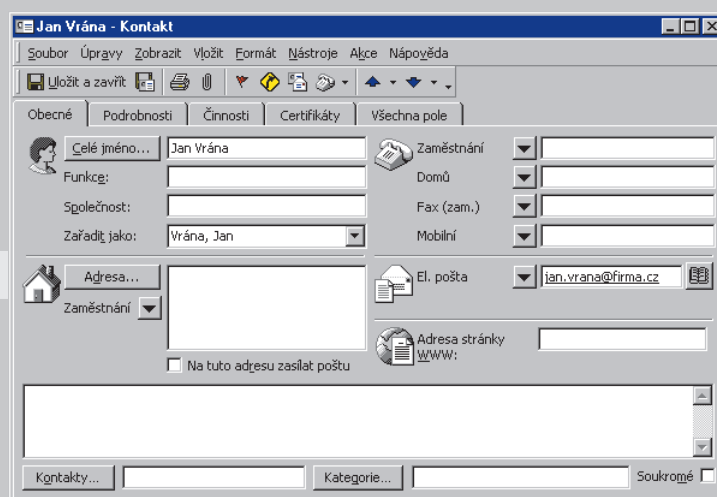 Jan Vrána - Kontakt
Soubor Úpravy Zobrazit Vložit Formát Nástroje Akce Nápověda
Uložit a zavřít
Obecné Podrobnosti Činnosti Certifikáty Všechna pole
Celé jméno... Jan Vrána
Funkce:
Společnost:
Zařadit jako: Vrána, Jan
Zaměstnání
Domů
Fax (zam.)
Mobilní
Adresa...
Zaměstnání
Na tuto adresu zasílat poštu
El. pošta jan.vrana@firma.cz
Adresa stránky
WWW:
Kontakty... Kategorie... Soukromé